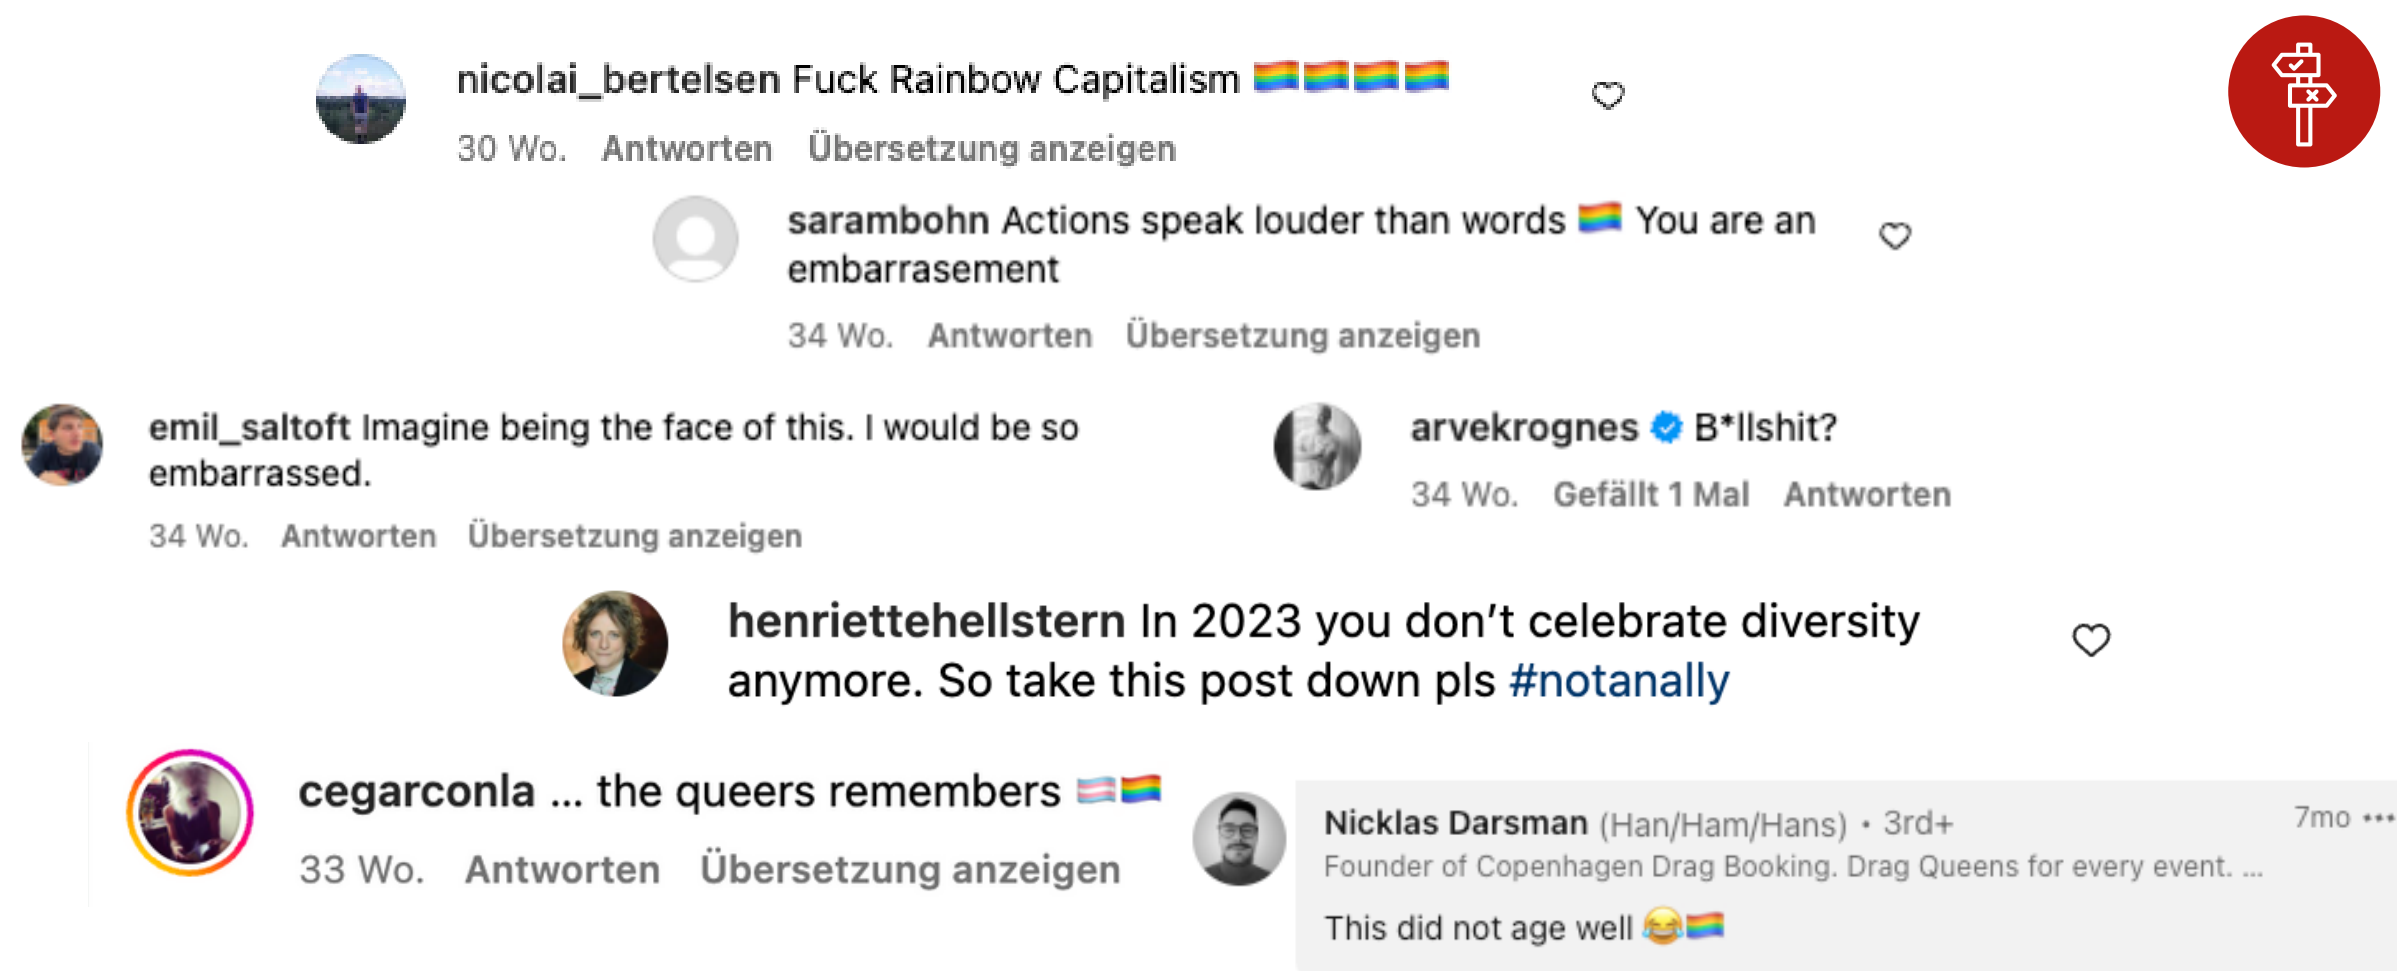 nicolai_bertelsen Fuck Rainbow Capitalism 🏳️‍🌈🏳️‍🌈🏳️‍🌈🏳️‍🌈
30 Wo. Antworten Übersetzung anzeigen
sarambohn Actions speak louder than words 🏳️‍🌈 You are an
embarrasement
34 Wo. Antworten Übersetzung anzeigen
emil_saltoft Imagine being the face of this. I would be so
embarrassed.
34 Wo. Antworten Übersetzung anzeigen
arvekrognes B*llshit?
34 Wo. Gefällt 1 Mal Antworten
henriettehellstern In 2023 you don’t celebrate diversity
anymore. So take this post down pls #notanally
cegarconla ... the queers remembers 🏳️‍⚧️🏳️‍🌈
33 Wo. Antworten Übersetzung anzeigen
Nicklas Darsman (Han/Ham/Hans) • 3rd+ 7mo •••
Founder of Copenhagen Drag Booking. Drag Queens for every event. ...
This did not age well 😂🏳️‍🌈